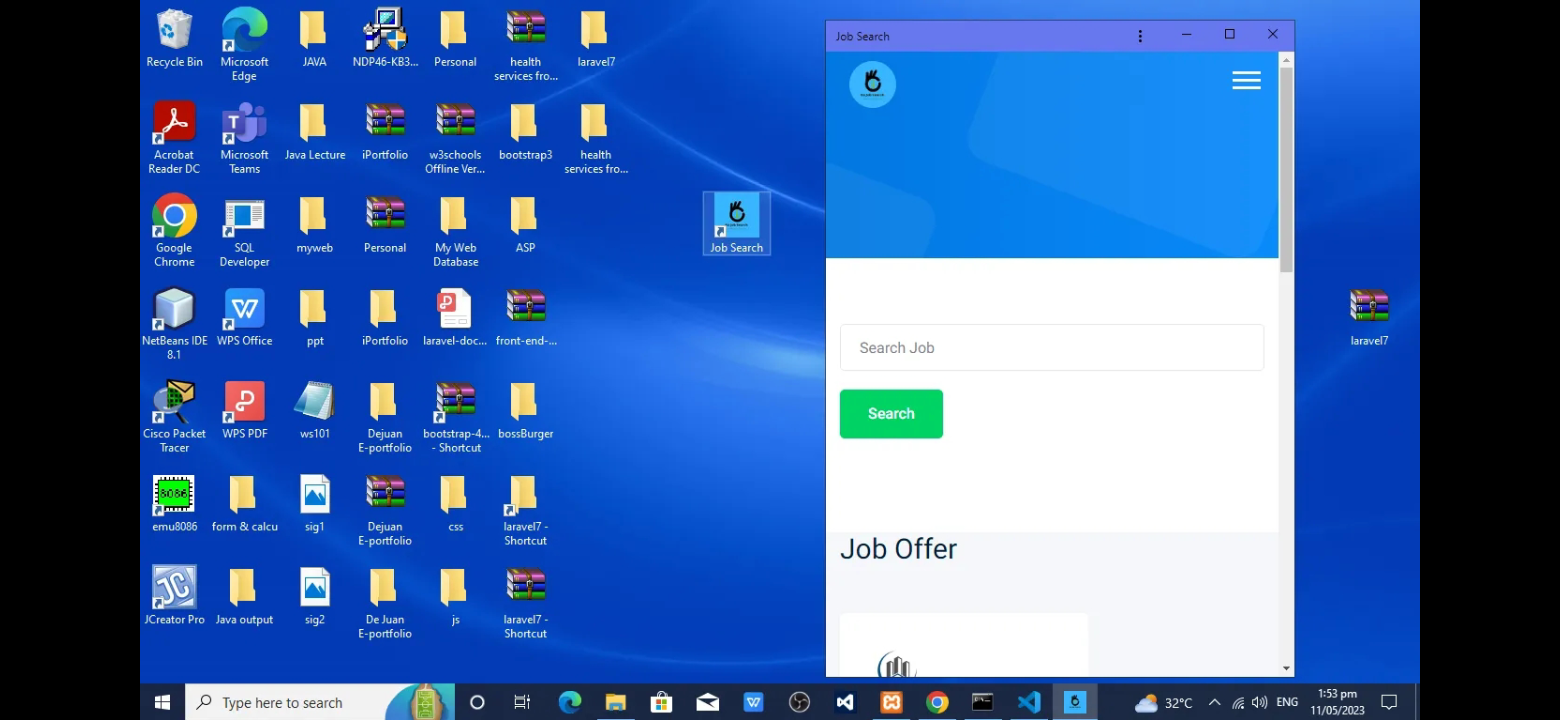 Recycle Bin
Microsoft
Edge
JAVA
NDP46-KB3...
Personal
health
services fro...
laravel7
Acrobat
Reader DC
Microsoft
Teams
Java Lecture
iPortfolio
w3schools
Offline Ver...
bootstrap3
health
services fro...
Google
Chrome
SQL
Developer
myweb
Personal
My Web
Database
ASP
NetBeans IDE
8.1
WPS Office
ppt
iPortfolio
laravel-doc...
front-end-...
Cisco Packet
Tracer
WPS PDF
ws101
Dejuan
E-portfolio
bootstrap-4...
- Shortcut
bossBurger
8086
emu8086
form & calcu
sig1
Dejuan
E-portfolio
css
laravel7 -
Shortcut
JC
JCreator Pro
Java output
sig2
De Juan
E-portfolio
js
laravel7 -
Shortcut
Job Search
laravel7
Job Search
Search Job
Search
Job Offer
Type here to search
32°C
ENG
1:53 pm
11/05/2023